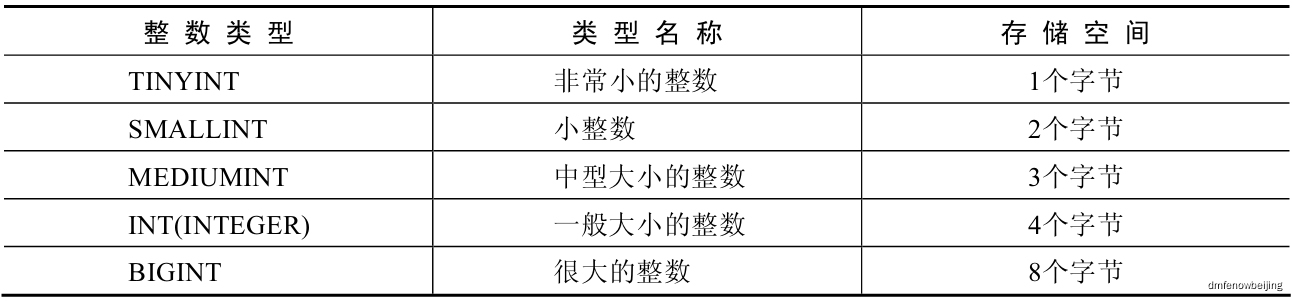 整数类型 类型名称 存储空间
TINYINT 非常小的整数 1个字节
SMALLINT 小整数 2个字节
MEDIUMINT 中型大小的整数 3个字节
INT(INTEGER) 一般大小的整数 4个字节
BIGINT 很大的整数 8个字节
dmfenowbeijing